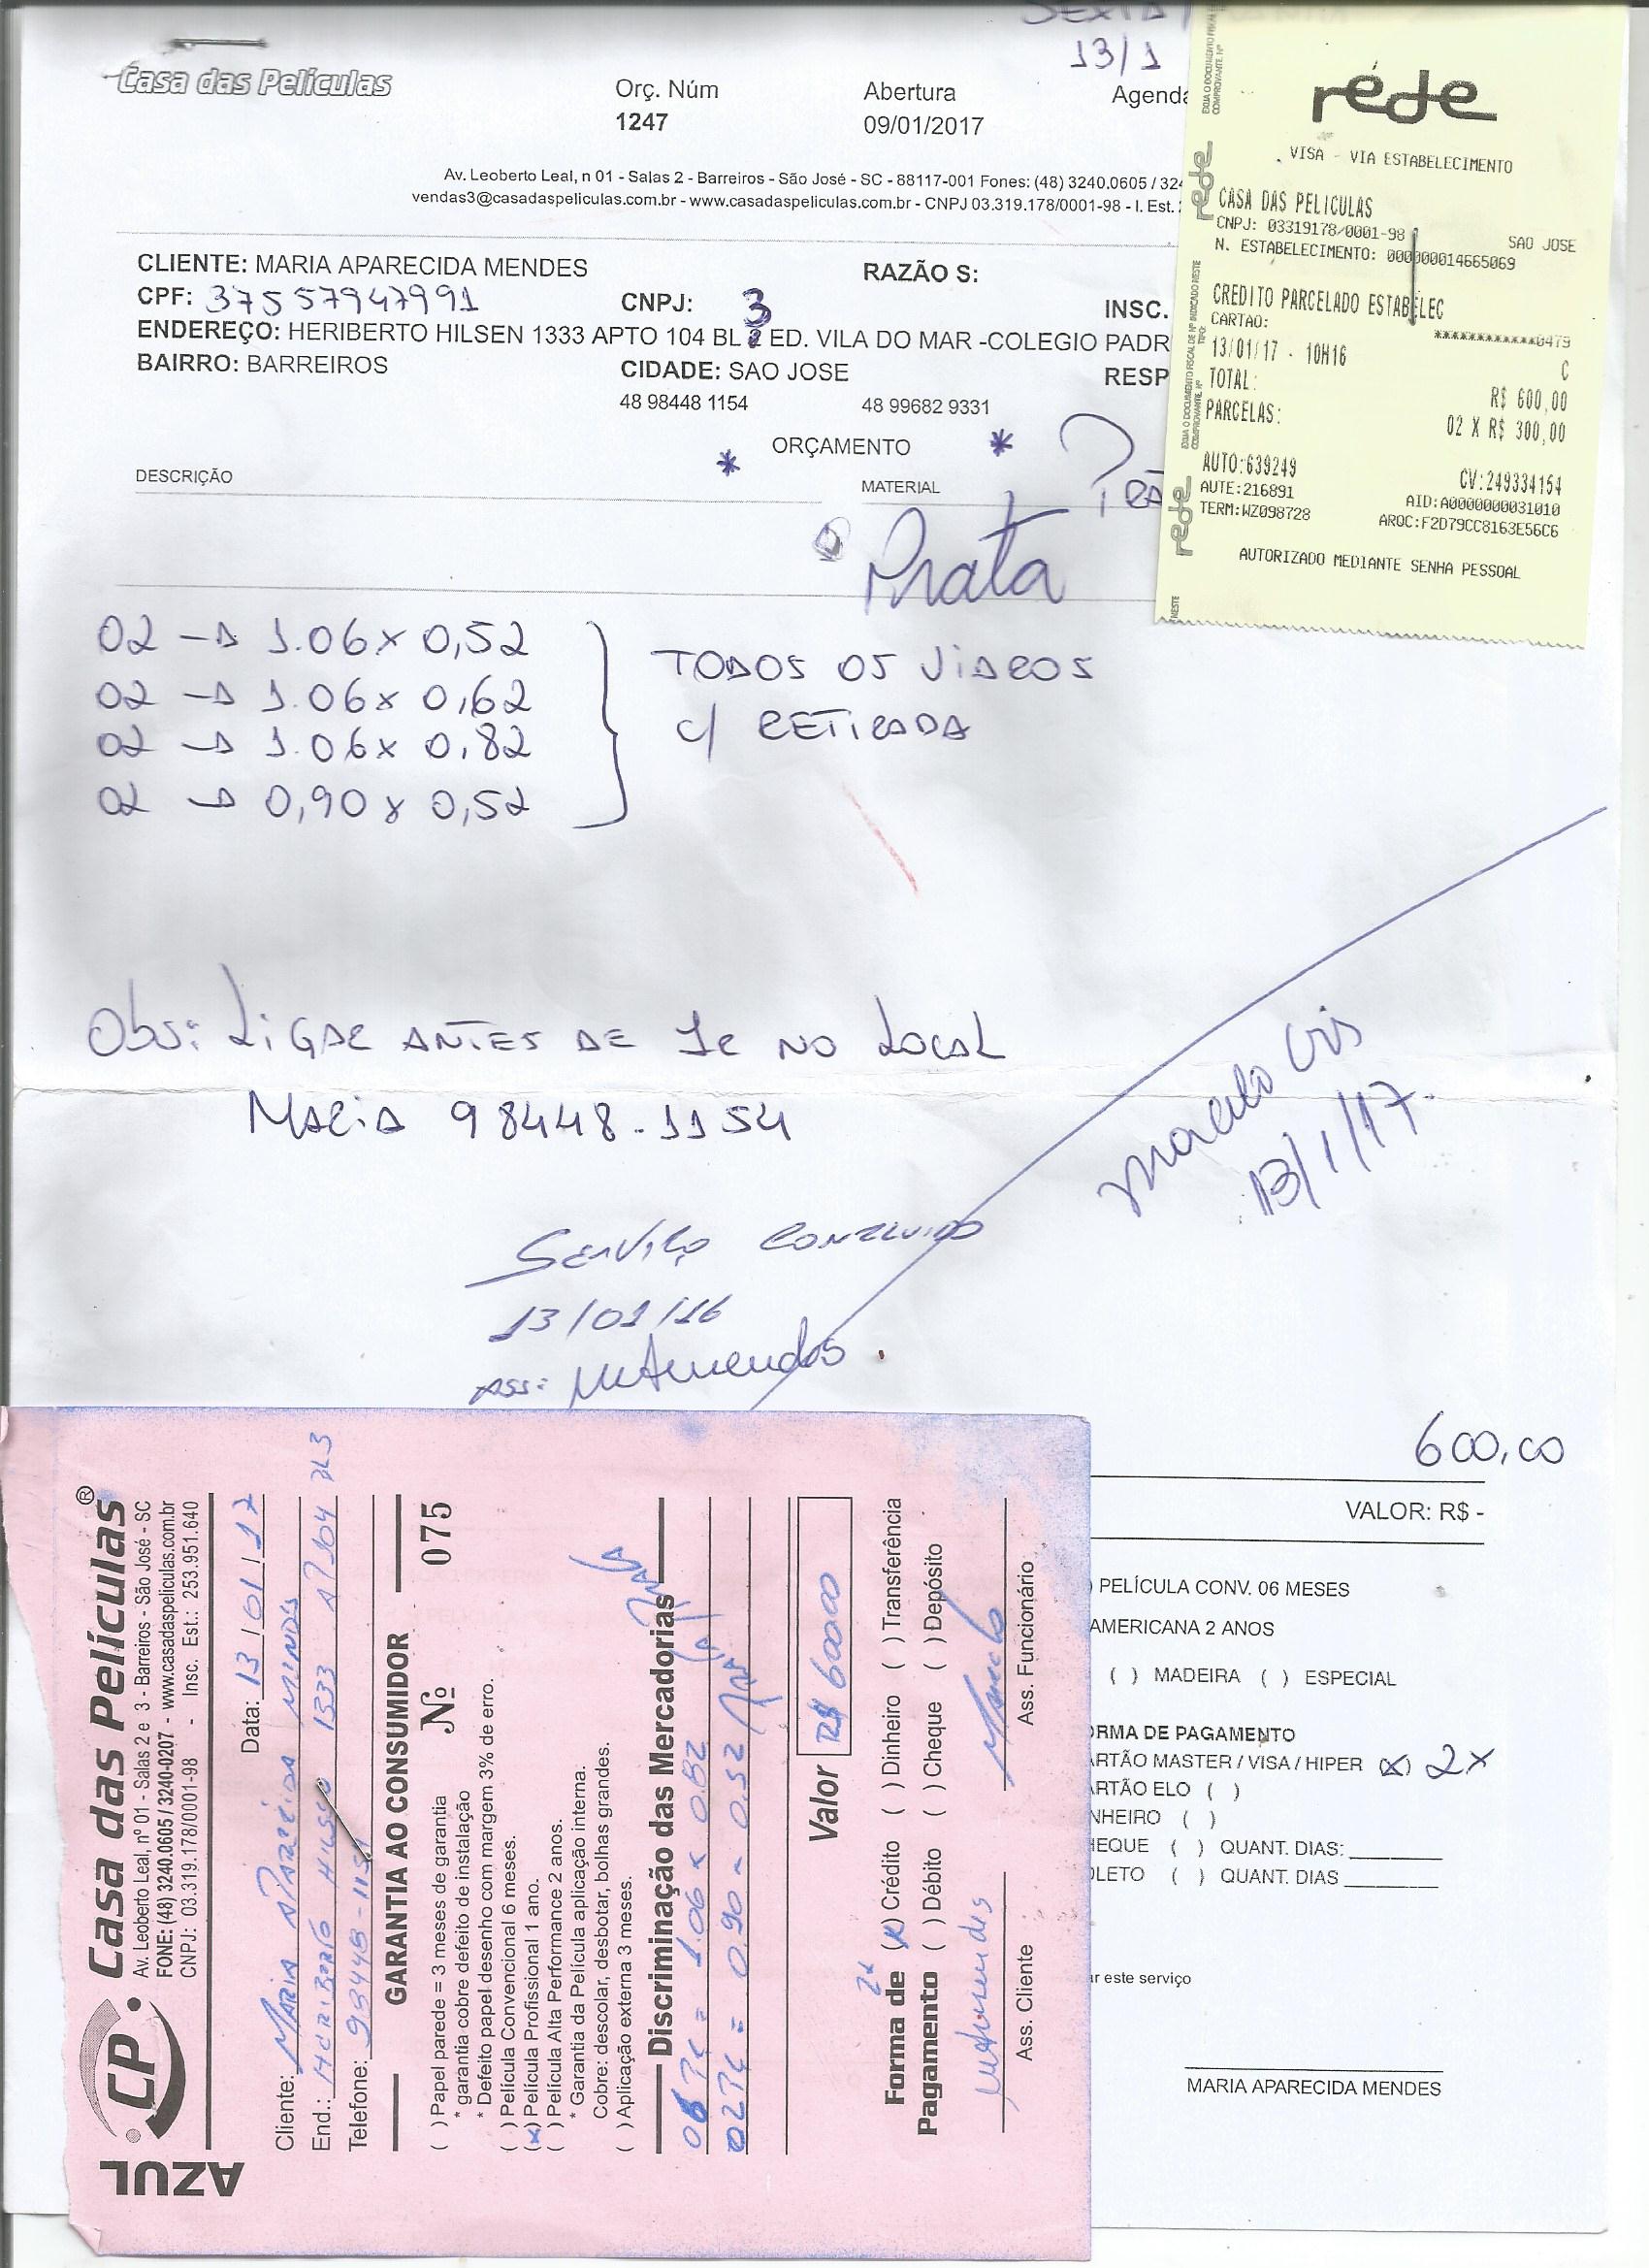 13/1
Casa das Películas
Orç. Núm
1247
Abertura
09/01/2017
Av. Leoberto Leal, n 01 - Salas 2 - Barreiros - São José - SC - 88117-001 Fones: (48) 3240.0605 /
vendas3@casadaspeliculas.com.br - www.casadaspeliculas.com.br - CNPJ 03.319.178/0001-98 - I. Est.
CLIENTE: MARIA APARECIDA MENDES
RAZÃO S:
CPF: 37557947991
CNPJ:
INSC.
ENDEREÇO: HERIBERTO HILSEN 1333 APTO 104 BL 3 ED. VILA DO MAR -COLEGIO PADR
BAIRRO: BARREIROS
CIDADE: SAO JOSE
RESP
48 98448 1154
48 99682 9331
* ORÇAMENTO *
DESCRIÇÃO
MATERIAL
Prata
02 → 1.06 x 0,52
02 → 1.06 x 0,62
02 → 1.06 x 0,82
02 → 0,90 x 0,52
TODOS OS VIDROS
C/ RETIRADA
Obs: LIGAR ANTES DE IR NO LOCAL
MARIA 98448-1154
Marcelo
13/1/17
SERVIÇO CONCLUIDO
13/01/16
ASS:
600,00
VALOR: R$ -
PELÍCULA CONV. 06 MESES
AMERICANA 2 ANOS
( ) MADEIRA ( ) ESPECIAL
ORMA DE PAGAMENTO
ARTÃO MASTER / VISA / HIPER (X) 2x
ARTÃO ELO ( )
NHEIRO ( )
HEQUE ( ) QUANT. DIAS:
LETO ( ) QUANT. DIAS
r este serviço
MARIA APARECIDA MENDES
rede
VISA - VIA ESTABELECIMENTO
CASA DAS PELICULAS
CNPJ: 03319178/0001-98
SAO JOSE
N. ESTABELECIMENTO: 000000014665069
CREDITO PARCELADO ESTABELEC
CARTAO:
************0479
13/01/17 - 10H16
C
TOTAL: R$ 600,00
PARCELAS: 02 X R$ 300,00
AUTO:639249 CV:249334154
AUTE:216891 AID:A0000000031010
TERM:WZ098728 ARQC:F2D79CC8163E56C6
AUTORIZADO MEDIANTE SENHA PESSOAL
AZUL
CP
Casa das Películas®
Av. Leoberto Leal, nº 01 - Salas 2 e 3 - Barreiros - São José - SC
FONE: (48) 3240.0605 / 3240-0207 - www.casadaspeliculas.com.br
CNPJ: 03.319.178/0001-98 - Insc. Est.: 253.951.640
Data: 13/01/17
Cliente: MARIA APARECIDA MENDES
End.: HERIBERTO HILSEN 1333 AP104 BL3
Telefone: 98448-1154
GARANTIA AO CONSUMIDOR
Nº 075
( ) Papel parede = 3 meses de garantia
* garantia cobre defeito de instalação
* Defeito papel desenho com margem 3% de erro.
( ) Película Convencional 6 meses.
(x) Película Profissional 1 ano.
( ) Película Alta Performance 2 anos.
* Garantia da Película aplicação interna.
Cobre: descolar, desbotar, bolhas grandes.
( ) Aplicação externa 3 meses.
Discriminação das Mercadorias
06 PÇ = 1.06 x 0.82
02 PÇ = 0.90 - 0.52
Valor R$ 600,00
Forma de Pagamento
2x
(x) Crédito ( ) Dinheiro ( ) Transferência
( ) Débito ( ) Cheque ( ) Depósito
Marcelo
Ass. Cliente
Ass. Funcionário